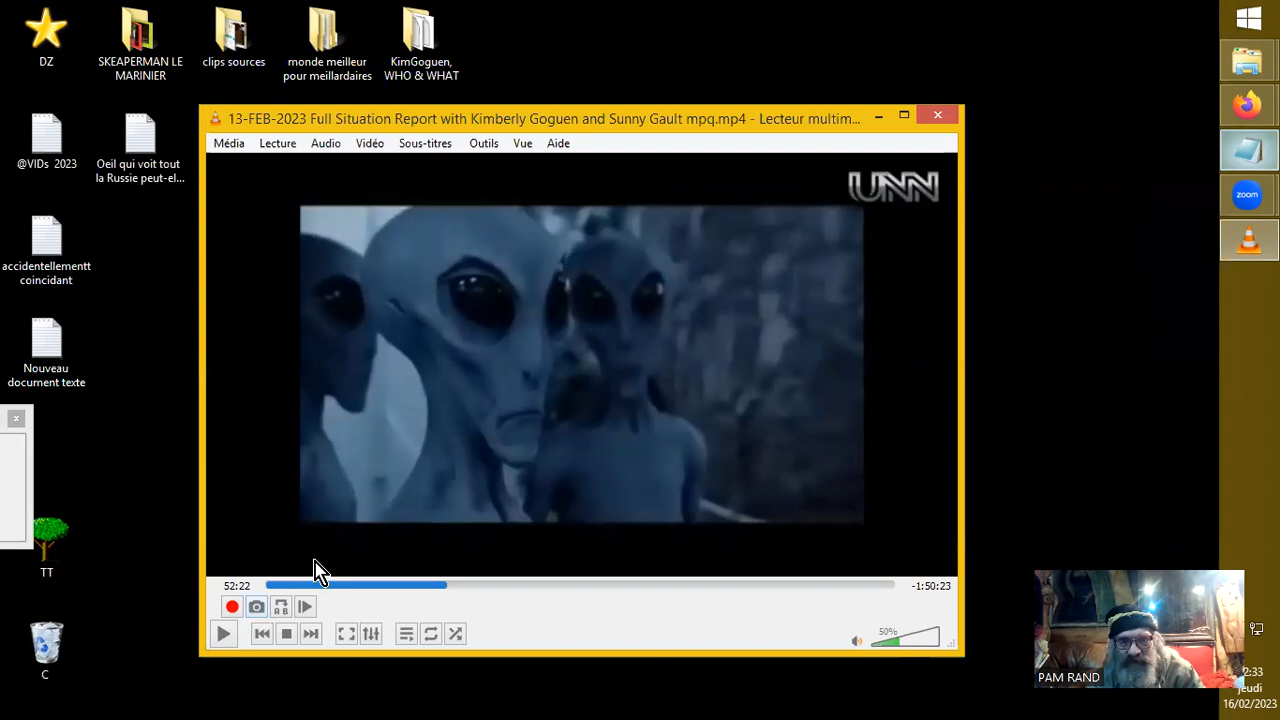 DZ
SKEAPERMAN LE
MARINIER
clips sources
monde meilleur
pour meillardaires
KimGoguen,
WHO & WHAT
@VIDs 2023
Oeil qui voit tout
la Russie peut-el...
accidentellementt
coincidant
Nouveau
document texte
x
TT
C
13-FEB-2023 Full Situation Report with Kimberly Goguen and Sunny Gault mpq.mp4 - Lecteur multim...
Média Lecture Audio Vidéo Sous-titres Outils Vue Aide
UNN
52:22
-1:50:23
A B
50%
zoom
PAM RAND
2:33
jeudi
16/02/2023